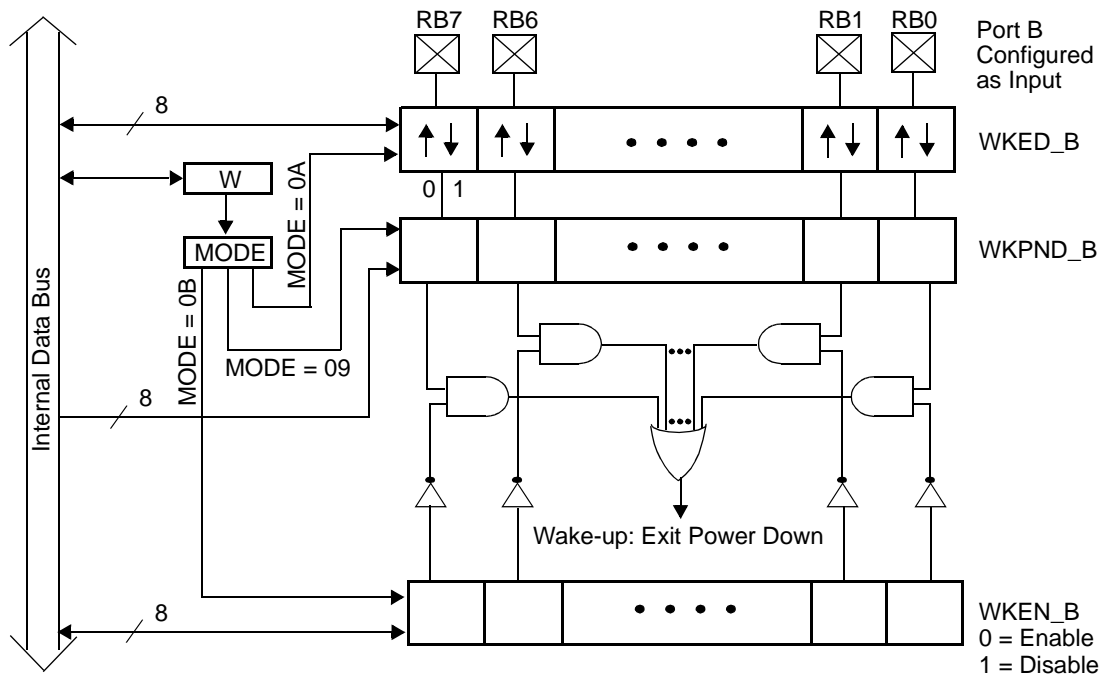 RB7
RB6
RB1
RB0
Port B
Configured
as Input
8
WKED_B
W
0
1
MODE = 0A
MODE
WKPND_B
MODE = 0B
MODE = 09
8
Internal Data Bus
Wake-up: Exit Power Down
8
WKEN_B
0 = Enable
1 = Disable